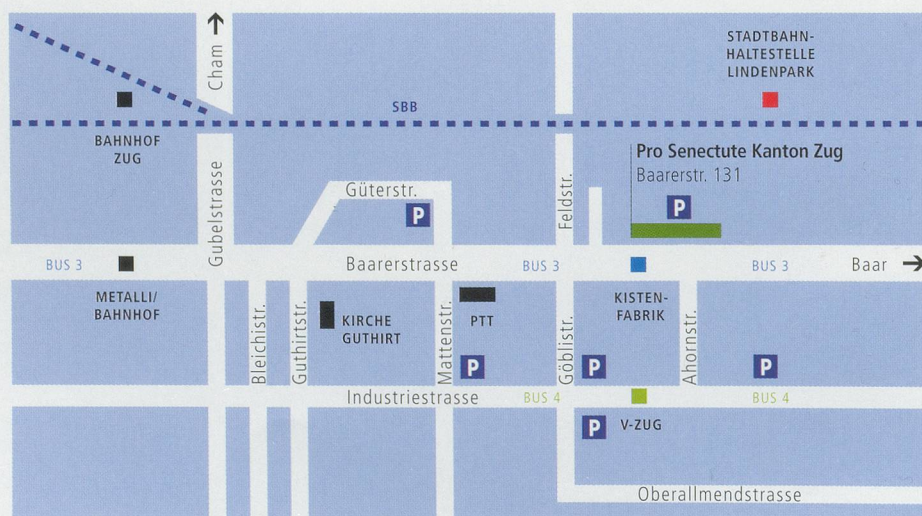 Cham
STADTBAHN-
HALTESTELLE
LINDENPARK
SBB
BAHNHOF
ZUG
Pro Senectute Kanton Zug
Baarerstr. 131
Gubelstrasse
Güterstr.
P
Feldstr.
P
BUS 3
Baarerstrasse
BUS 3
BUS 3
Baar
METALLI/
BAHNHOF
Bleichistr.
Guthirtstr.
KIRCHE
GUTHIRT
Mattenstr.
PTT
P
Göblistr.
KISTEN-
FABRIK
P
Ahornstr.
P
Industriestrasse
BUS 4
BUS 4
P
V-ZUG
Oberallmendstrasse